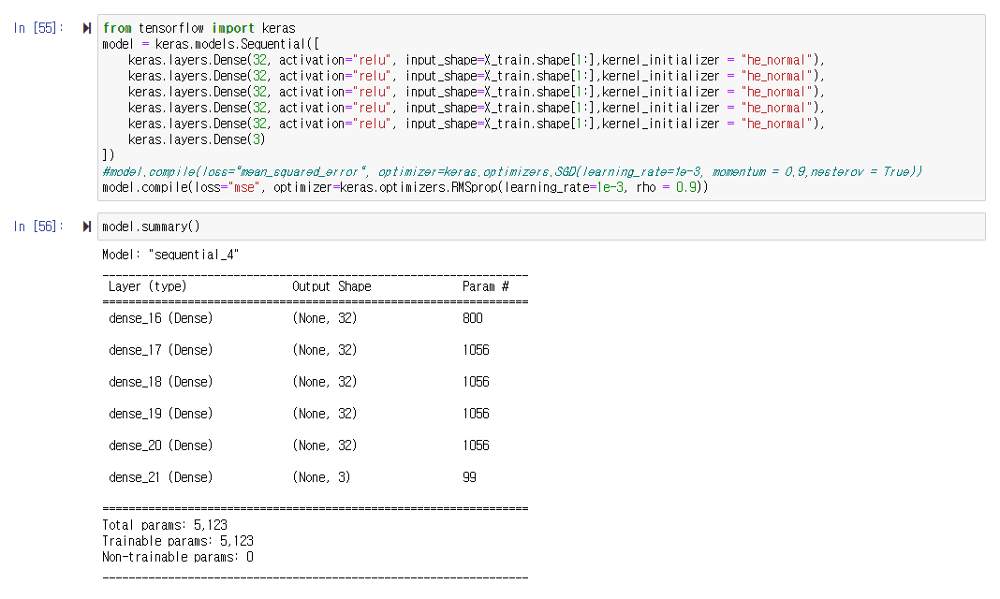 In [55]:
from tensorflow import keras
model = keras.models.Sequential([
    keras.layers.Dense(32, activation="relu", input_shape=X_train.shape[1:],kernel_initializer = "he_normal"),
    keras.layers.Dense(32, activation="relu", input_shape=X_train.shape[1:],kernel_initializer = "he_normal"),
    keras.layers.Dense(32, activation="relu", input_shape=X_train.shape[1:],kernel_initializer = "he_normal"),
    keras.layers.Dense(32, activation="relu", input_shape=X_train.shape[1:],kernel_initializer = "he_normal"),
    keras.layers.Dense(32, activation="relu", input_shape=X_train.shape[1:],kernel_initializer = "he_normal"),
    keras.layers.Dense(3)
])
#model.compile(loss="mean_squared_error", optimizer=keras.optimizers.SGD(learning_rate=1e-3, momentum = 0.9,nesterov = True))
model.compile(loss="mse", optimizer=keras.optimizers.RMSprop(learning_rate=1e-3, rho = 0.9))
In [56]:
model.summary()
Model: "sequential_4"
_________________________________________________________________
Layer (type) Output Shape Param #
=================================================================
dense_16 (Dense) (None, 32) 800
dense_17 (Dense) (None, 32) 1056
dense_18 (Dense) (None, 32) 1056
dense_19 (Dense) (None, 32) 1056
dense_20 (Dense) (None, 32) 1056
dense_21 (Dense) (None, 3) 99
=================================================================
Total params: 5,123
Trainable params: 5,123
Non-trainable params: 0
_________________________________________________________________